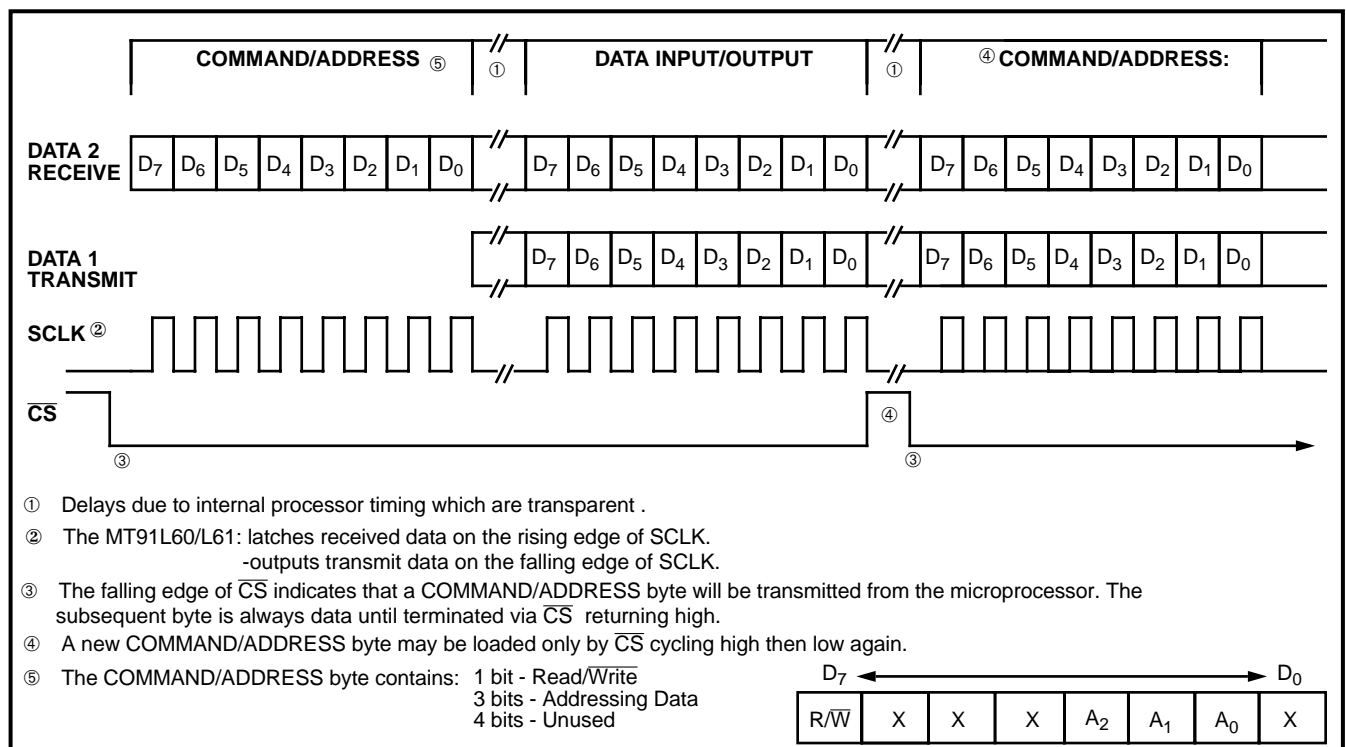 COMMAND/ADDRESS ⑤ ① DATA INPUT/OUTPUT ① ④ COMMAND/ADDRESS:
DATA 2
RECEIVE
D7 D6 D5 D4 D3 D2 D1 D0 D7 D6 D5 D4 D3 D2 D1 D0 D7 D6 D5 D4 D3 D2 D1 D0
DATA 1
TRANSMIT
D7 D6 D5 D4 D3 D2 D1 D0 D7 D6 D5 D4 D3 D2 D1 D0
SCLK ②
C̅S̅ ④
③ ③
① Delays due to internal processor timing which are transparent .
② The MT91L60/L61: latches received data on the rising edge of SCLK.
-outputs transmit data on the falling edge of SCLK.
③ The falling edge of C̅S̅ indicates that a COMMAND/ADDRESS byte will be transmitted from the microprocessor. The
subsequent byte is always data until terminated via C̅S̅ returning high.
④ A new COMMAND/ADDRESS byte may be loaded only by C̅S̅ cycling high then low again.
⑤ The COMMAND/ADDRESS byte contains: 1 bit - Read/W̅r̅i̅t̅e̅
3 bits - Addressing Data
4 bits - Unused
D7 D0
R/W̅ X X X A2 A1 A0 X